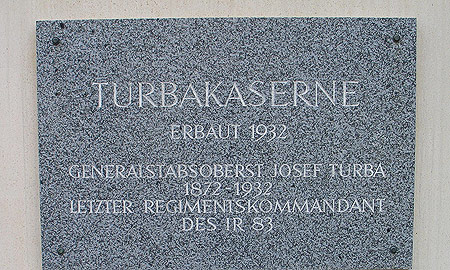 TURBAKASERNE
ERBAUT 1932
GENERALSTABSOBERST JOSEF TURBA
1872-1932
LETZTER REGIMENTSKOMMANDANT
DES IR 83